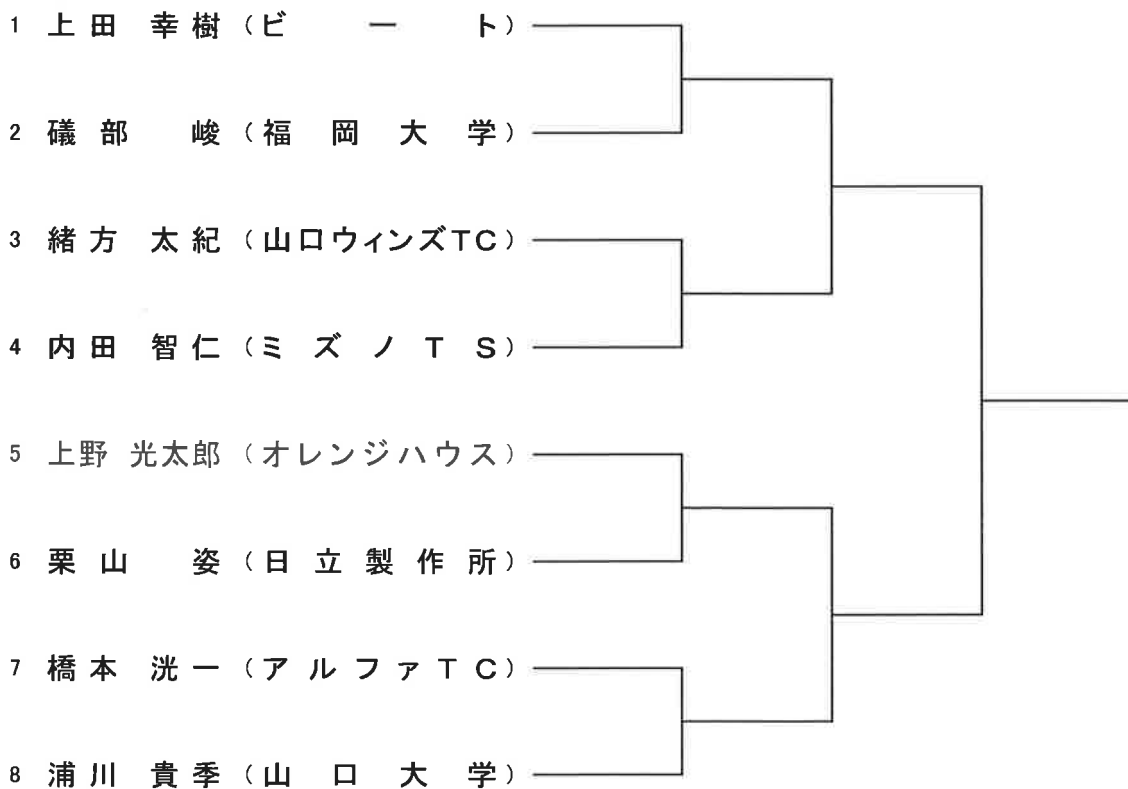 1 上田 幸樹 (ビート)
2 礒部 峻 (福岡大学)
3 緒方 太紀 (山口ウィンズTC)
4 内田 智仁 (ミズノTS)
5 上野 光太郎 (オレンジハウス)
6 栗山 姿 (日立製作所)
7 橋本 洸一 (アルファTC)
8 浦川 貴季 (山口大学)